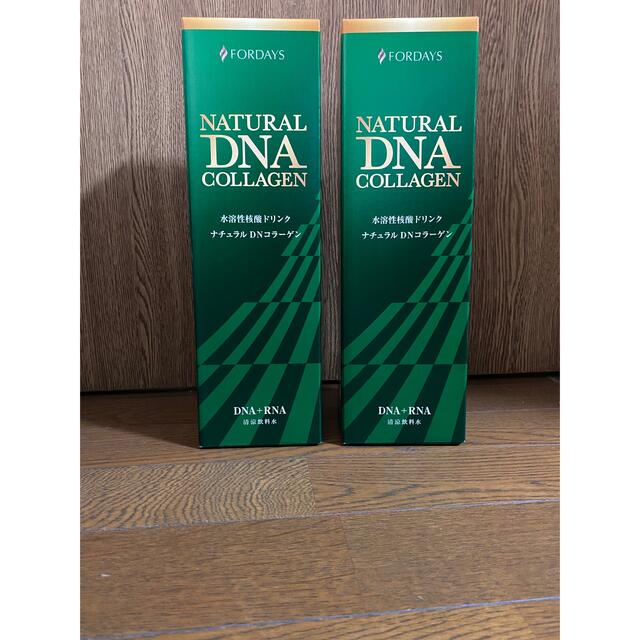 FORDAYS
NATURAL
DNA
COLLAGEN
水溶性核酸ドリンク
ナチュラル DNコラーゲン
DNA+RNA
清涼飲料水
FORDAYS
NATURAL
DNA
COLLAGEN
水溶性核酸ドリンク
ナチュラル DNコラーゲン
DNA+RNA
清涼飲料水